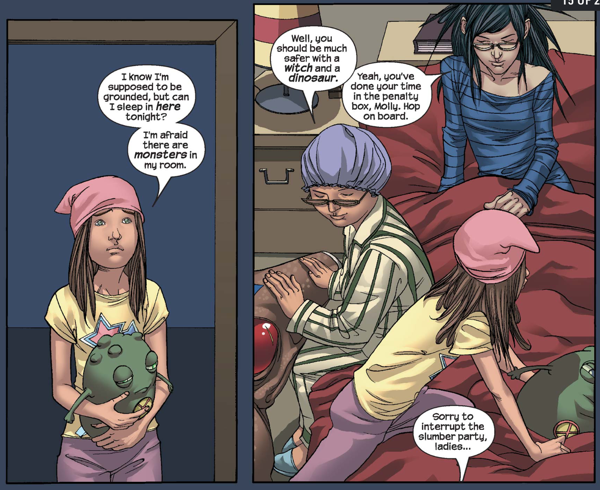 I know I'm
supposed to be
grounded, but can
I sleep in here
tonight?
I'm afraid
there are
monsters in
my room.
Well, you
should be much
safer with a
witch and a
dinosaur.
Yeah, you've
done your time
in the penalty
box, Molly. Hop
on board.
Sorry to
interrupt the
slumber party,
ladies...